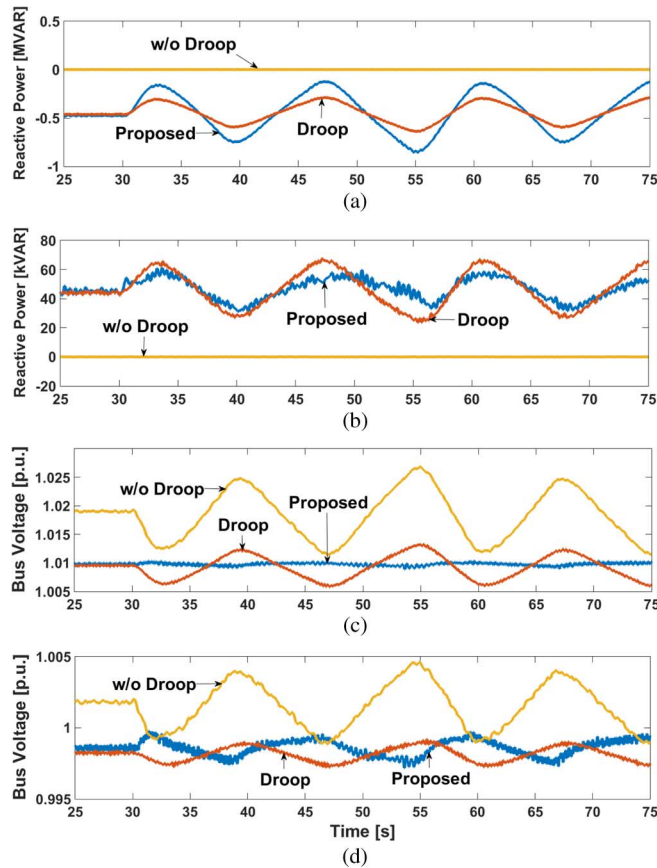 Reactive Power [MVAR]
0.5
0
-0.5
-1
w/o Droop
Proposed
Droop
25 30 35 40 45 50 55 60 65 70 75
(a)
Reactive Power [kVAR]
80
60
40
20
0
-20
w/o Droop
Proposed
Droop
25 30 35 40 45 50 55 60 65 70 75
(b)
Bus Voltage [p.u.]
1.025
1.02
1.015
1.01
1.005
w/o Droop
Droop
Proposed
25 30 35 40 45 50 55 60 65 70 75
(c)
Bus Voltage [p.u.]
1.005
1
0.995
w/o Droop
Droop
Proposed
25 30 35 40 45 50 55 60 65 70 75
Time [s]
(d)